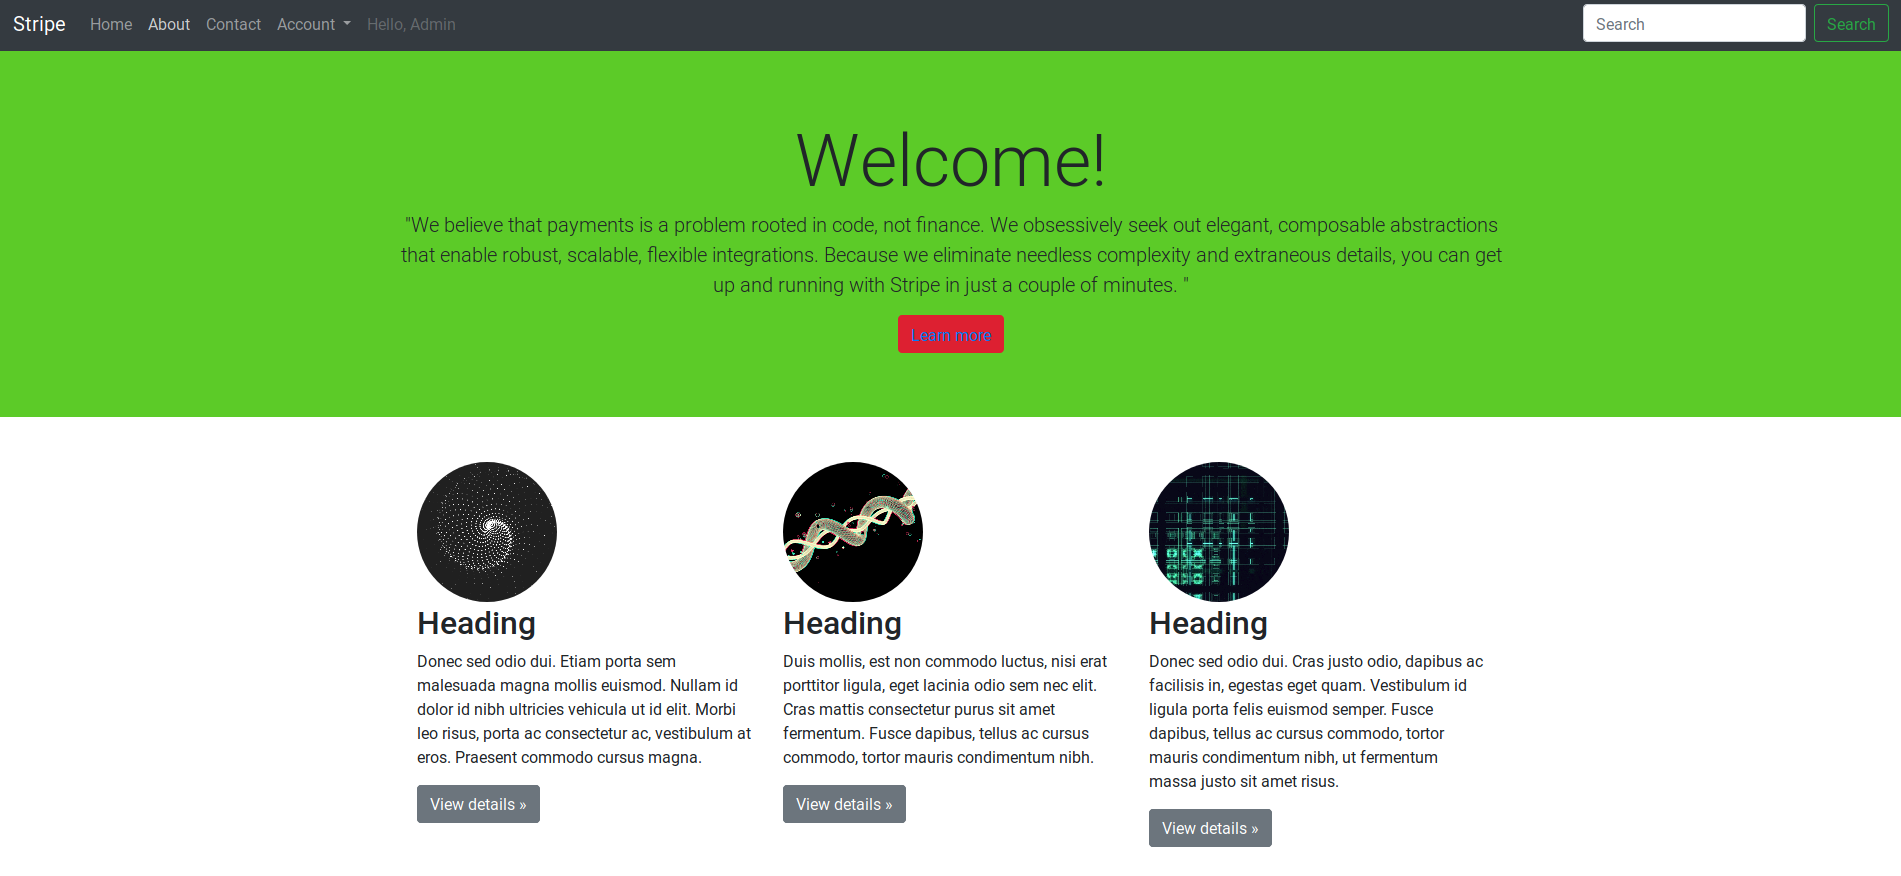 Stripe Home About Contact Account Hello, Admin Search Search
Welcome!
"We believe that payments is a problem rooted in code, not finance. We obsessively seek out elegant, composable abstractions
that enable robust, scalable, flexible integrations. Because we eliminate needless complexity and extraneous details, you can get
up and running with Stripe in just a couple of minutes. "
Learn more
Heading
Donec sed odio dui. Etiam porta sem
malesuada magna mollis euismod. Nullam id
dolor id nibh ultricies vehicula ut id elit. Morbi
leo risus, porta ac consectetur ac, vestibulum at
eros. Praesent commodo cursus magna.
View details »
Heading
Duis mollis, est non commodo luctus, nisi erat
porttitor ligula, eget lacinia odio sem nec elit.
Cras mattis consectetur purus sit amet
fermentum. Fusce dapibus, tellus ac cursus
commodo, tortor mauris condimentum nibh.
View details »
Heading
Donec sed odio dui. Cras justo odio, dapibus ac
facilisis in, egestas eget quam. Vestibulum id
ligula porta felis euismod semper. Fusce
dapibus, tellus ac cursus commodo, tortor
mauris condimentum nibh, ut fermentum
massa justo sit amet risus.
View details »